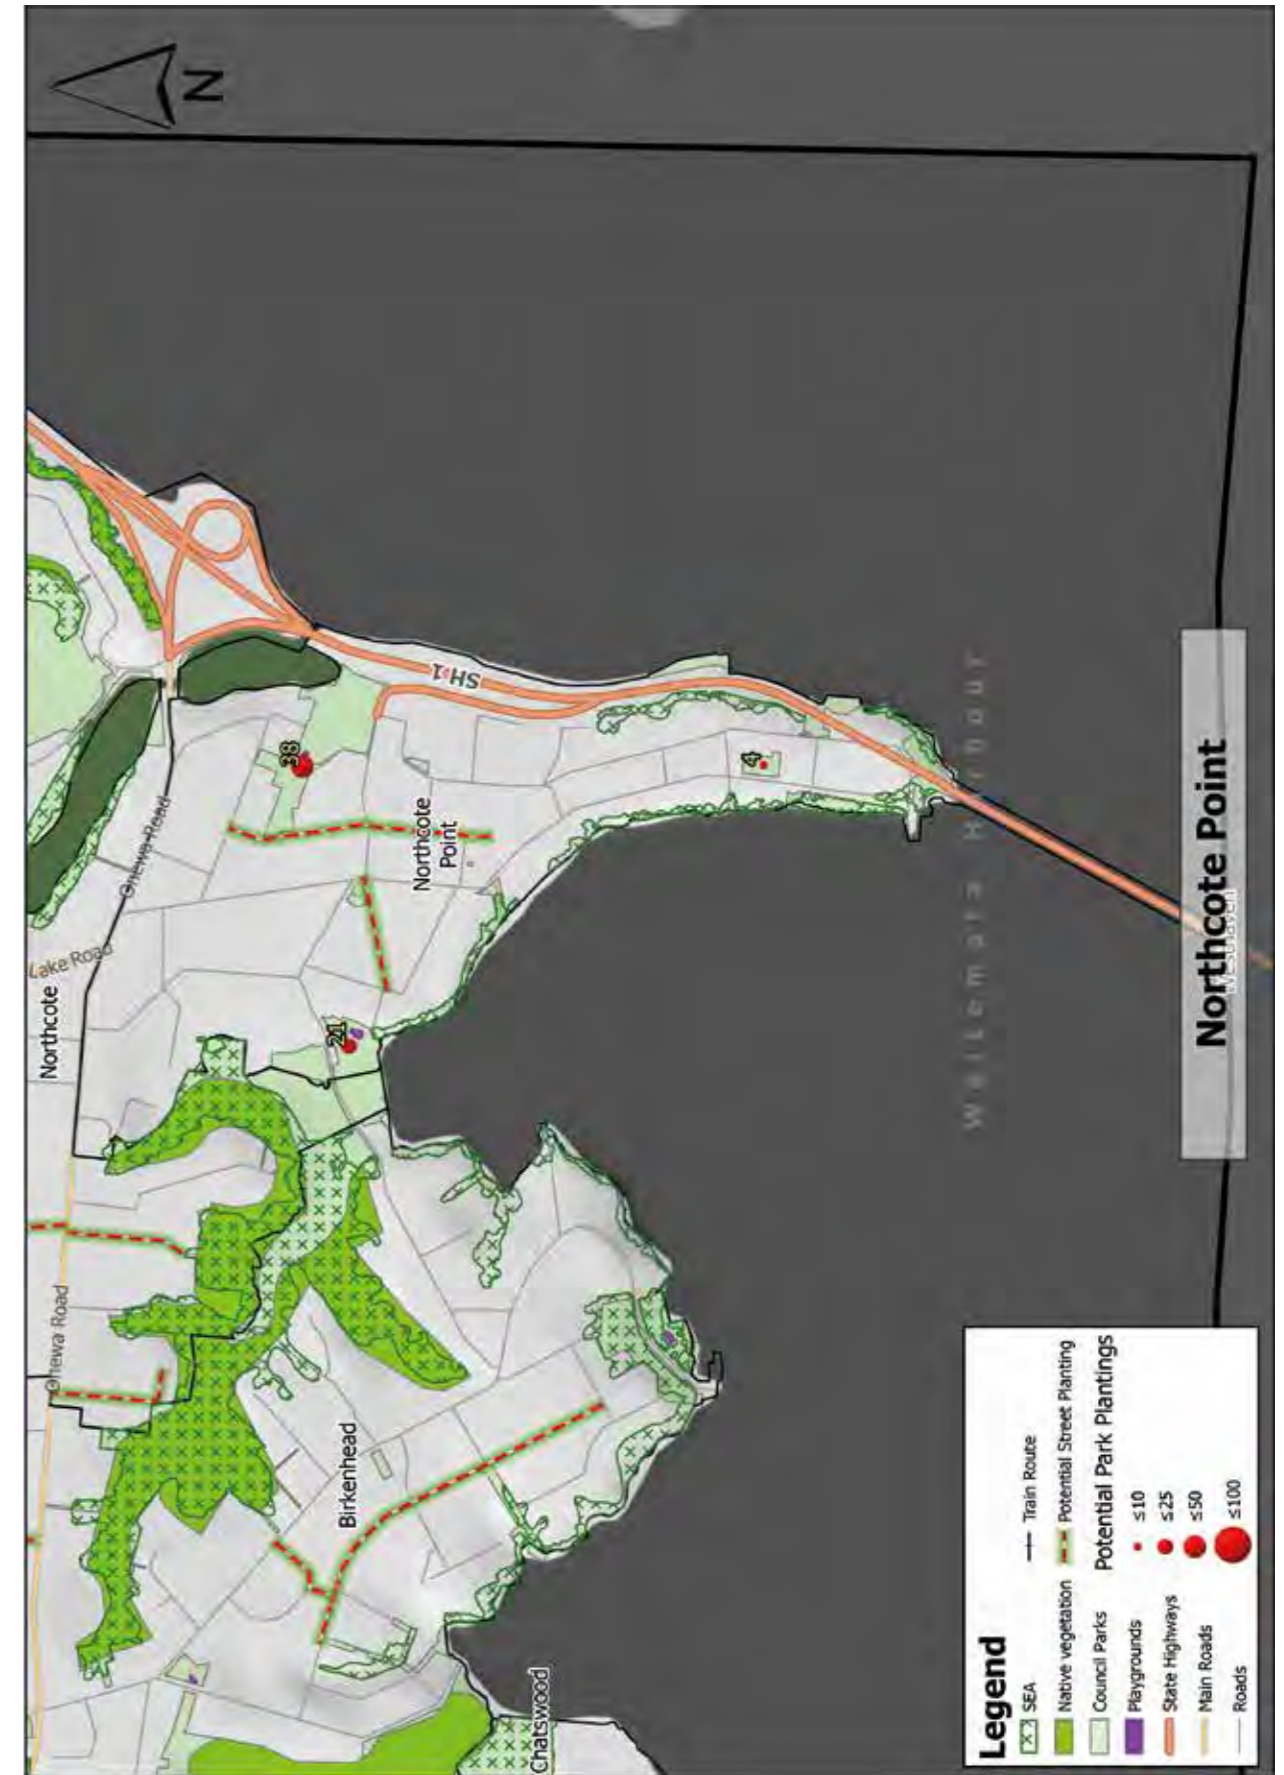 N
SH 1
38
4
21
Onewa Road
Lake Road
Northcote
Northcote
Point
Waitemata Harbour
Onewa Road
Birkenhead
Chatswood
Northcote Point
Legend
SEA
Native vegetation
Council Parks
Playgrounds
State Highways
Main Roads
Roads
Train Route
Potential Street Planting
Potential Park Plantings
≤10
≤25
≤50
≤100